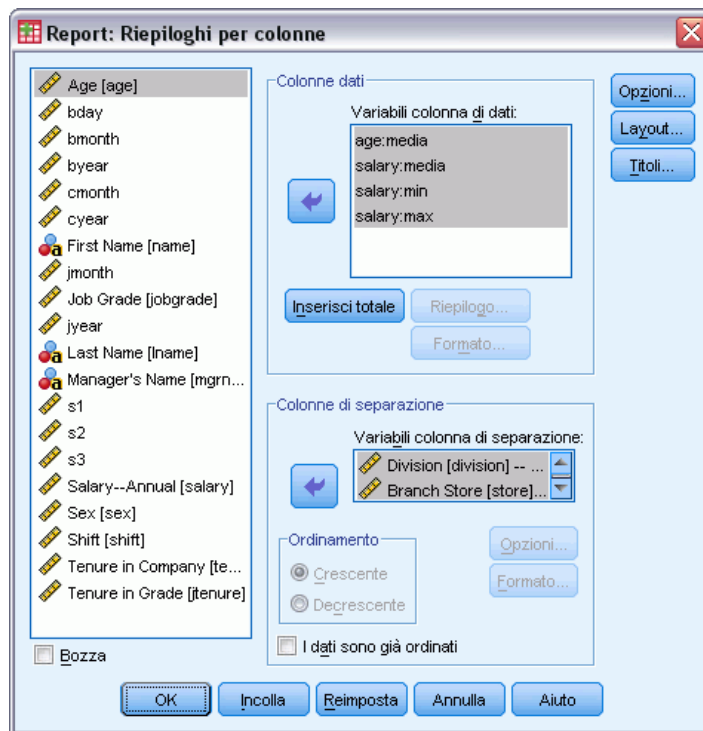 Report: Riepiloghi per colonne
Age [age]
bday
bmonth
byear
cmonth
cyear
First Name [name]
jmonth
Job Grade [jobgrade]
jyear
Last Name [lname]
Manager's Name [mgrn...
s1
s2
s3
Salary--Annual [salary]
Sex [sex]
Shift [shift]
Tenure in Company [te...
Tenure in Grade [jtenure]
Bozza
Colonne dati
Variabili colonna di dati:
age:media
salary:media
salary:min
salary:max
Inserisci totale
Riepilogo...
Formato...
Colonne di separazione
Variabili colonna di separazione:
Division [division] -- ...
Branch Store [store]...
Ordinamento
Crescente
Decrescente
Opzioni...
Formato...
I dati sono già ordinati
Opzioni...
Layout...
Titoli...
OK
Incolla
Reimposta
Annulla
Aiuto